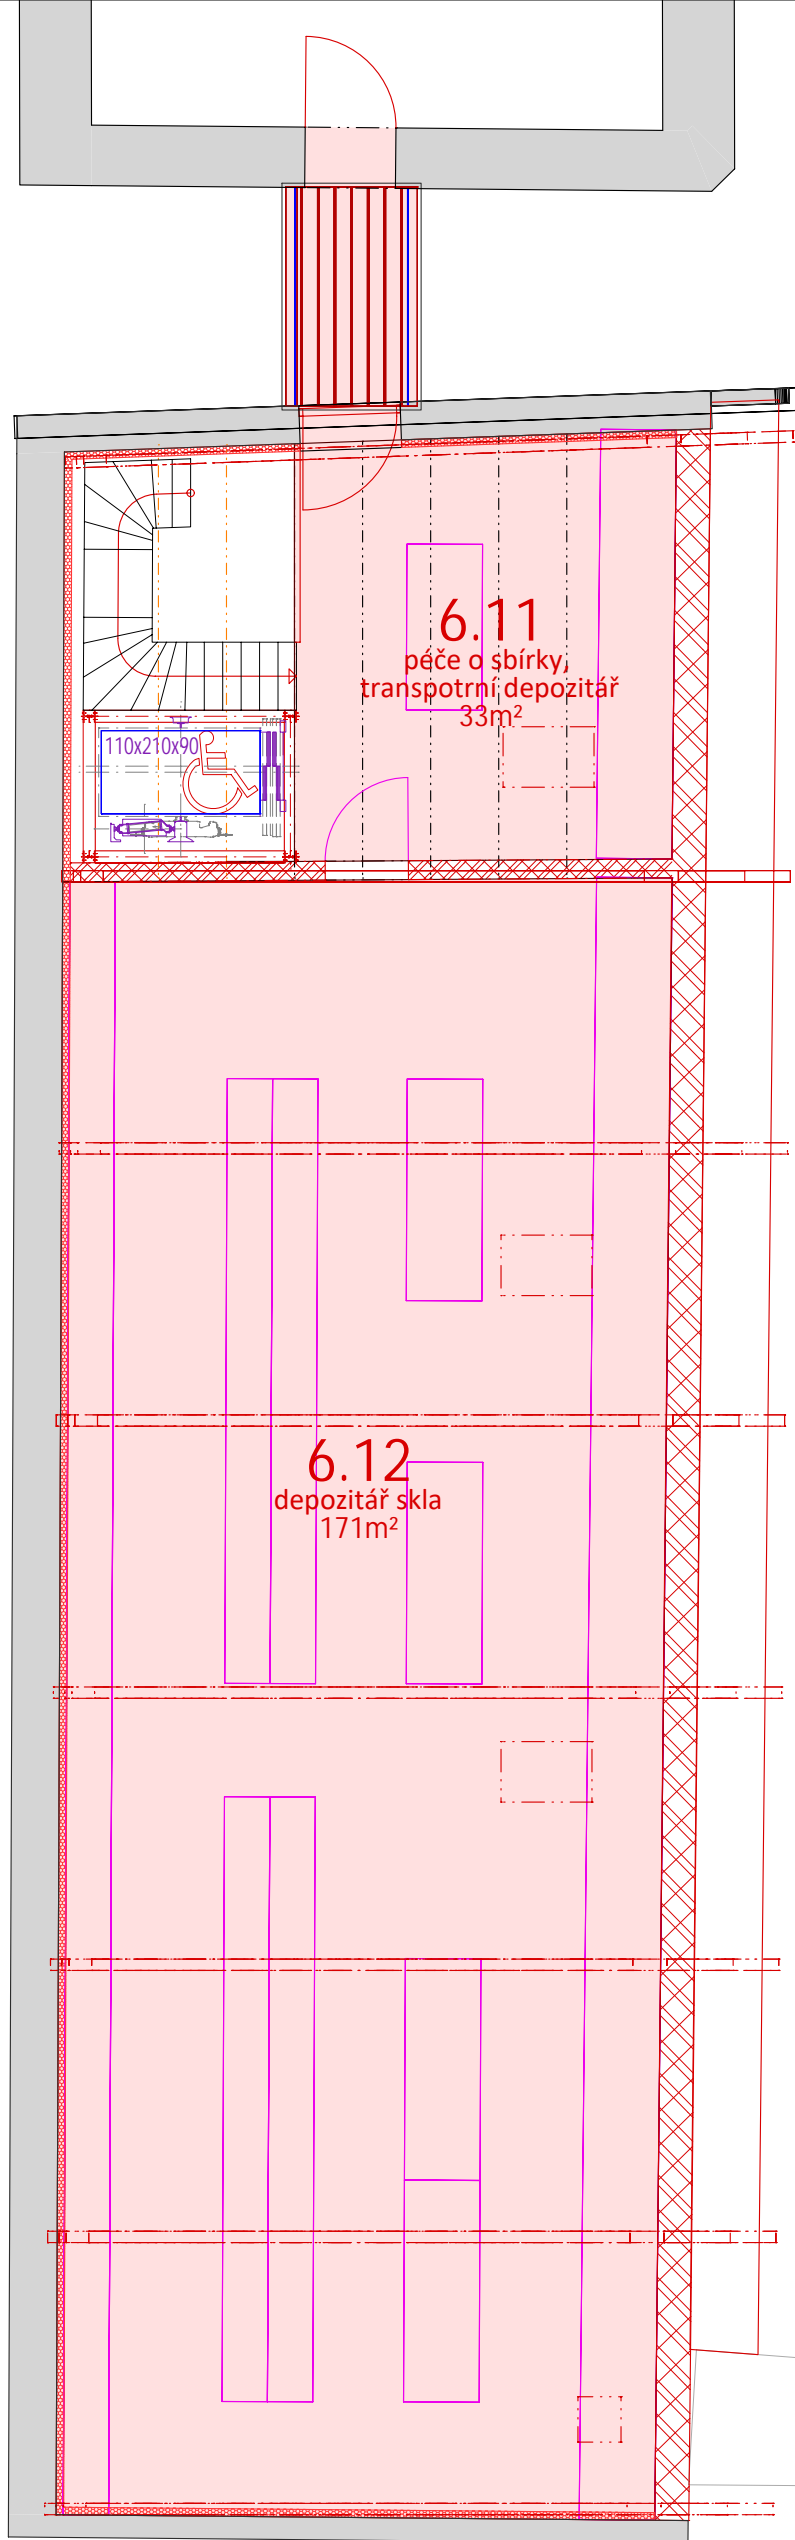 6.11
péče o sbírky,
transpotrní depozitář
33m²
110x210x90
6.12
depozitář skla
171m²